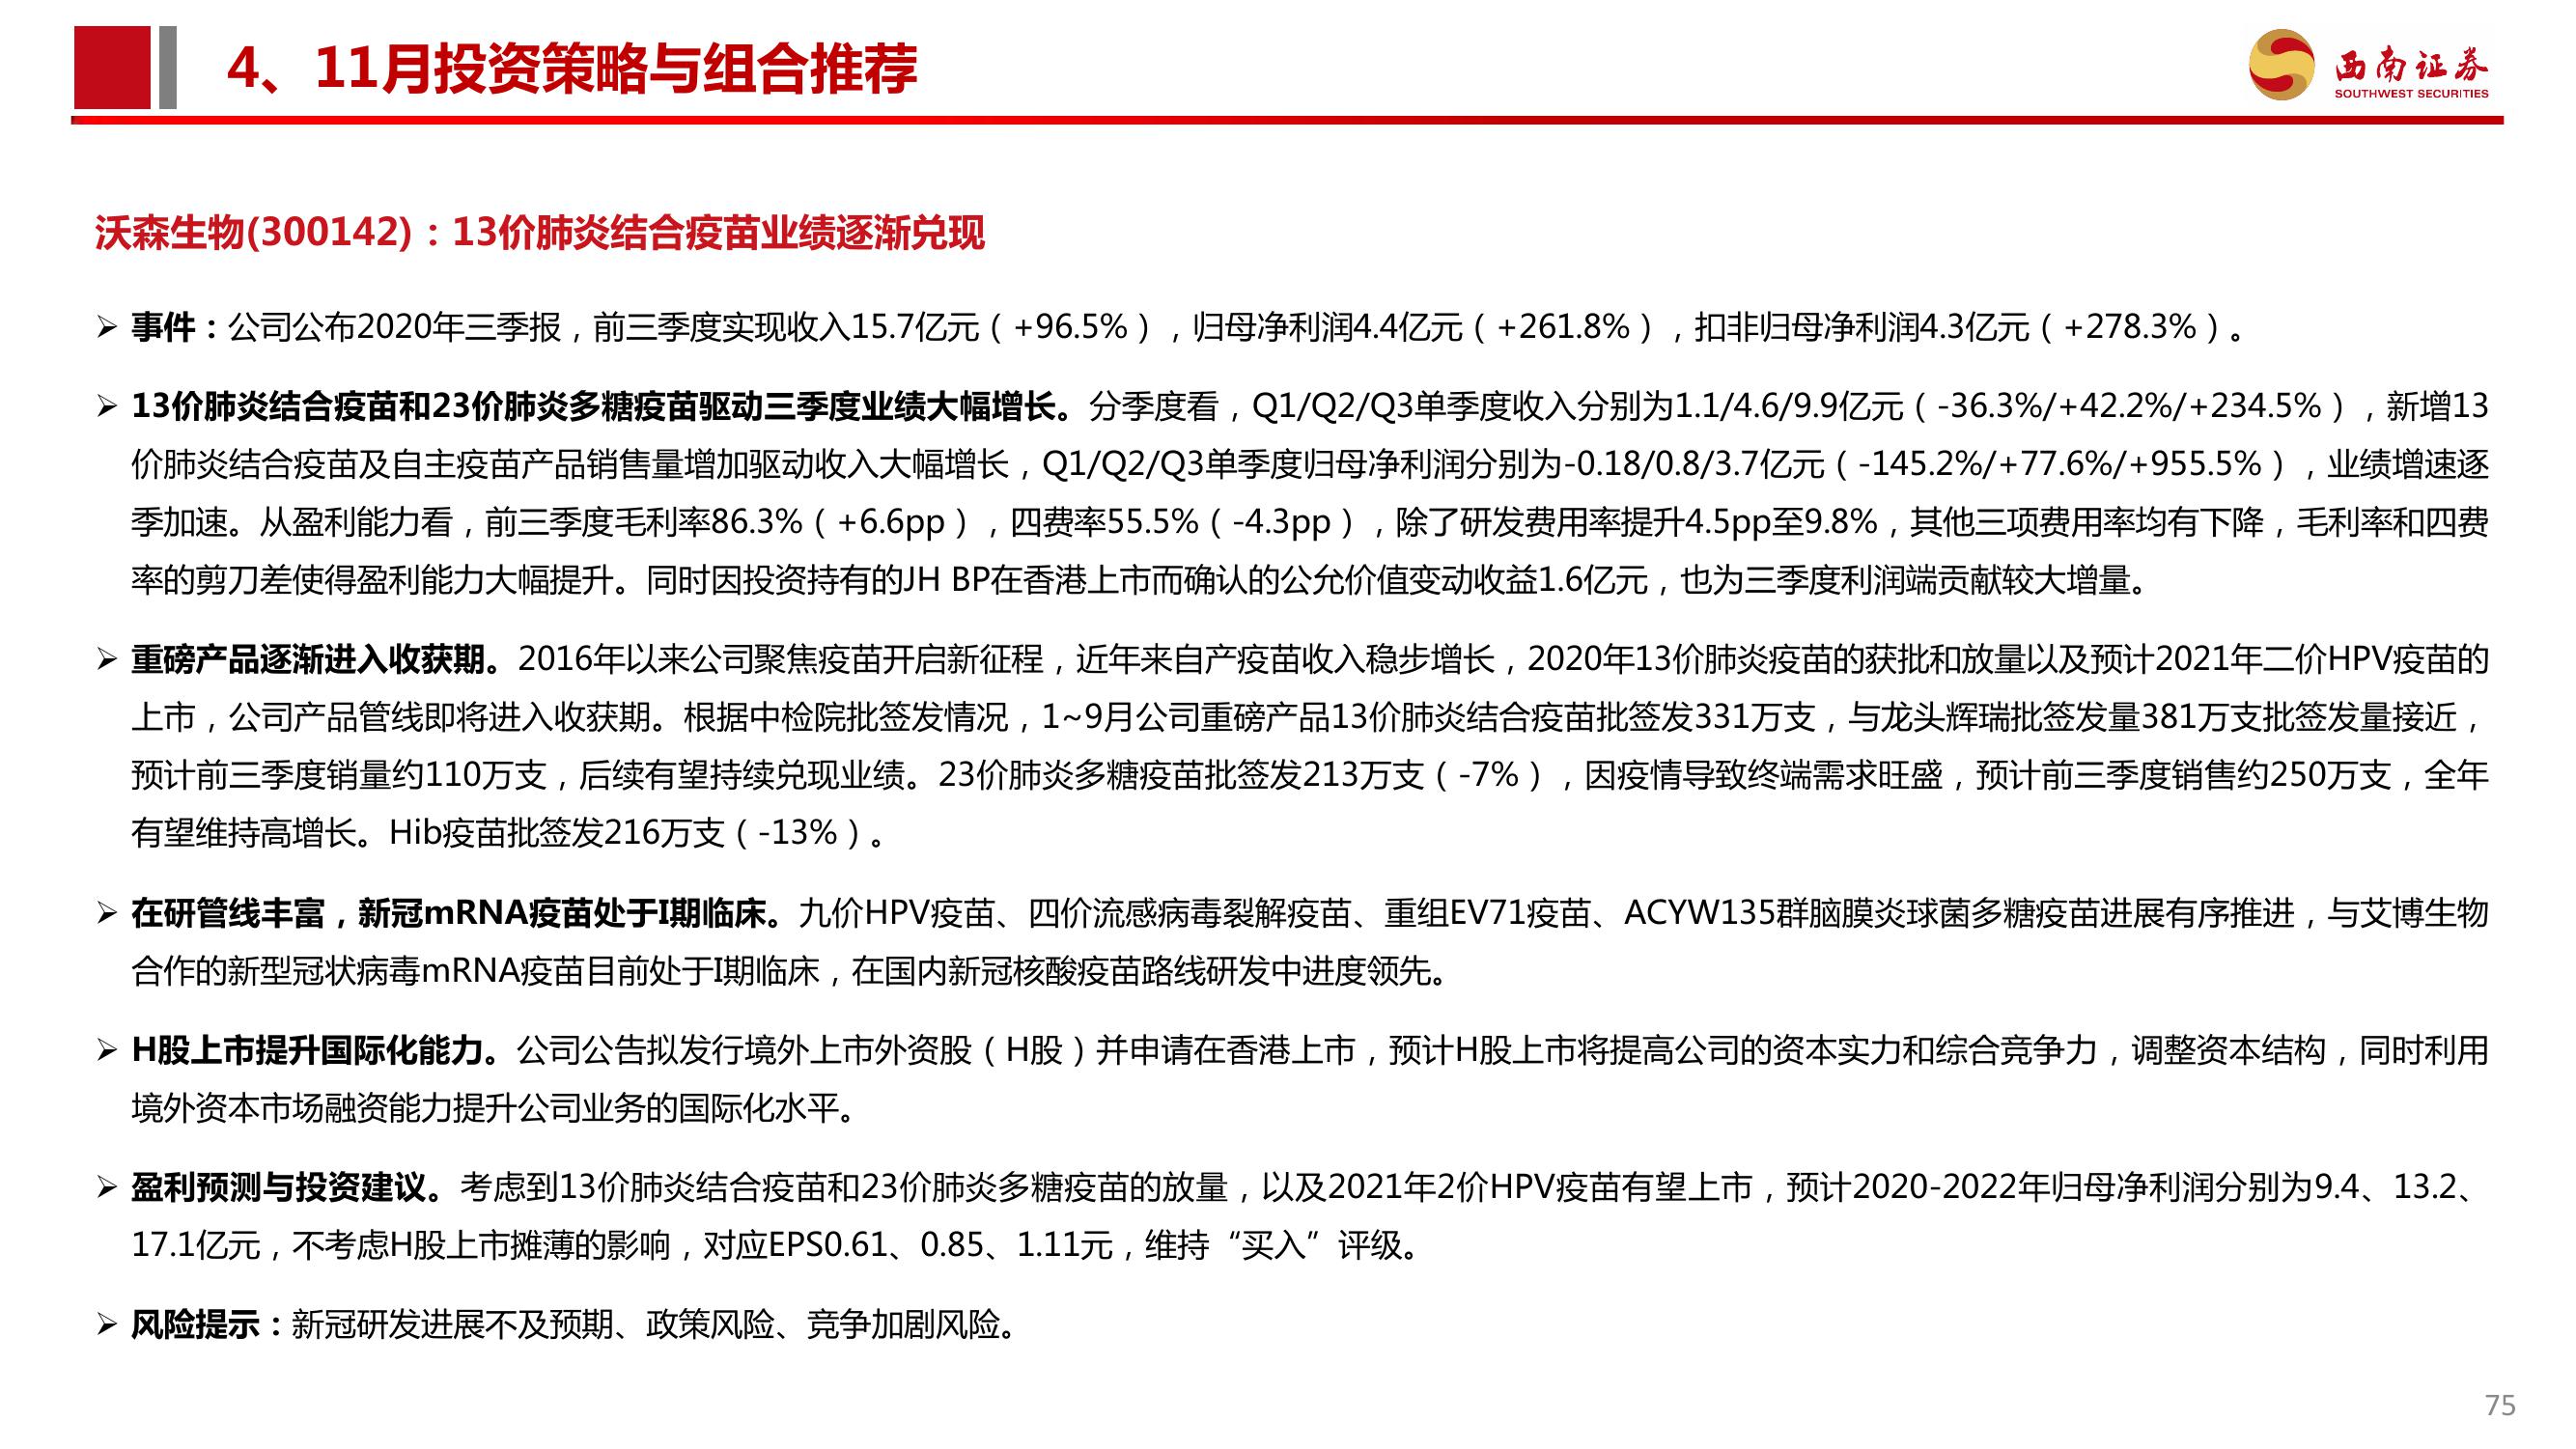 4、11月投资策略与组合推荐
西南证券
SOUTHWEST SECURITIES
沃森生物(300142)：13价肺炎结合疫苗业绩逐渐兑现
➢ 事件：公司公布2020年三季报，前三季度实现收入15.7亿元（+96.5%），归母净利润4.4亿元（+261.8%），扣非归母净利润4.3亿元（+278.3%）。
➢ 13价肺炎结合疫苗和23价肺炎多糖疫苗驱动三季度业绩大幅增长。分季度看，Q1/Q2/Q3单季度收入分别为1.1/4.6/9.9亿元（-36.3%/+42.2%/+234.5%），新增13
价肺炎结合疫苗及自主疫苗产品销售量增加驱动收入大幅增长，Q1/Q2/Q3单季度归母净利润分别为-0.18/0.8/3.7亿元（-145.2%/+77.6%/+955.5%），业绩增速逐
季加速。从盈利能力看，前三季度毛利率86.3%（+6.6pp），四费率55.5%（-4.3pp），除了研发费用率提升4.5pp至9.8%，其他三项费用率均有下降，毛利率和四费
率的剪刀差使得盈利能力大幅提升。同时因投资持有的JH BP在香港上市而确认的公允价值变动收益1.6亿元，也为三季度利润端贡献较大增量。
➢ 重磅产品逐渐进入收获期。2016年以来公司聚焦疫苗开启新征程，近年来自产疫苗收入稳步增长，2020年13价肺炎疫苗的获批和放量以及预计2021年二价HPV疫苗的
上市，公司产品管线即将进入收获期。根据中检院批签发情况，1~9月公司重磅产品13价肺炎结合疫苗批签发331万支，与龙头辉瑞批签发量381万支批签发量接近，
预计前三季度销量约110万支，后续有望持续兑现业绩。23价肺炎多糖疫苗批签发213万支（-7%），因疫情导致终端需求旺盛，预计前三季度销售约250万支，全年
有望维持高增长。Hib疫苗批签发216万支（-13%）。
➢ 在研管线丰富，新冠mRNA疫苗处于I期临床。九价HPV疫苗、四价流感病毒裂解疫苗、重组EV71疫苗、ACYW135群脑膜炎球菌多糖疫苗进展有序推进，与艾博生物
合作的新型冠状病毒mRNA疫苗目前处于I期临床，在国内新冠核酸疫苗路线研发中进度领先。
➢ H股上市提升国际化能力。公司公告拟发行境外上市外资股（H股）并申请在香港上市，预计H股上市将提高公司的资本实力和综合竞争力，调整资本结构，同时利用
境外资本市场融资能力提升公司业务的国际化水平。
➢ 盈利预测与投资建议。考虑到13价肺炎结合疫苗和23价肺炎多糖疫苗的放量，以及2021年2价HPV疫苗有望上市，预计2020-2022年归母净利润分别为9.4、13.2、
17.1亿元，不考虑H股上市摊薄的影响，对应EPS0.61、0.85、1.11元，维持“买入”评级。
➢ 风险提示：新冠研发进展不及预期、政策风险、竞争加剧风险。
75